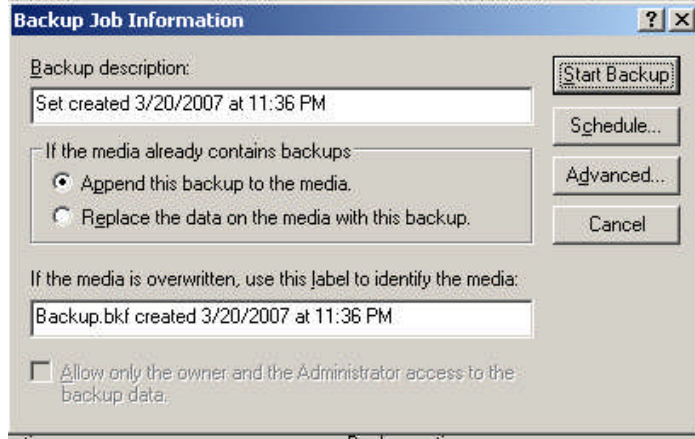 Backup Job Information
Backup description:
Start Backup
Set created 3/20/2007 at 11:36 PM
Schedule...
If the media already contains backups
Append this backup to the media.
Advanced...
Replace the data on the media with this backup.
Cancel
If the media is overwritten, use this label to identify the media:
Backup.bkf created 3/20/2007 at 11:36 PM
Allow only the owner and the Administrator access to the
backup data.